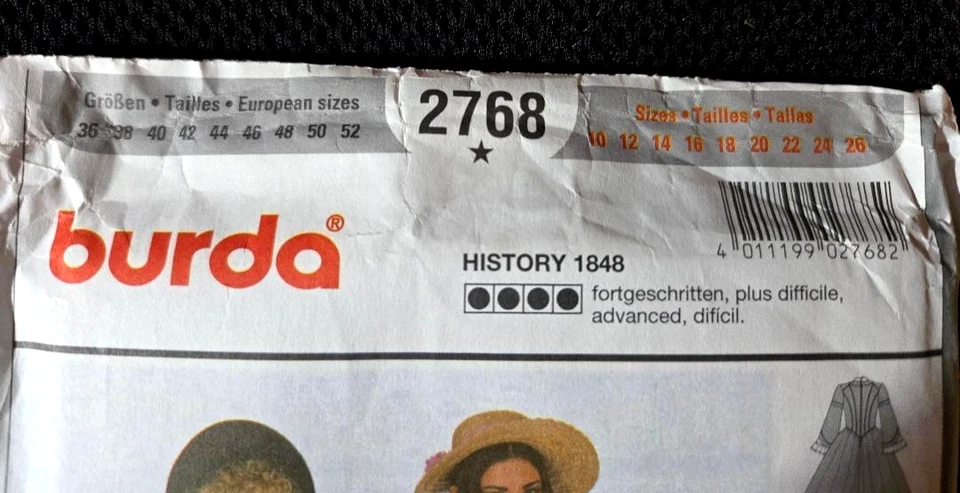 Größen • Tailles • European sizes
36 38 40 42 44 46 48 50 52
2768
Sizes • Tailles • Tallas
10 12 14 16 18 20 22 24 26
burda®
4 011199 027682
HISTORY 1848
fortgeschritten, plus difficile,
advanced, difícil.